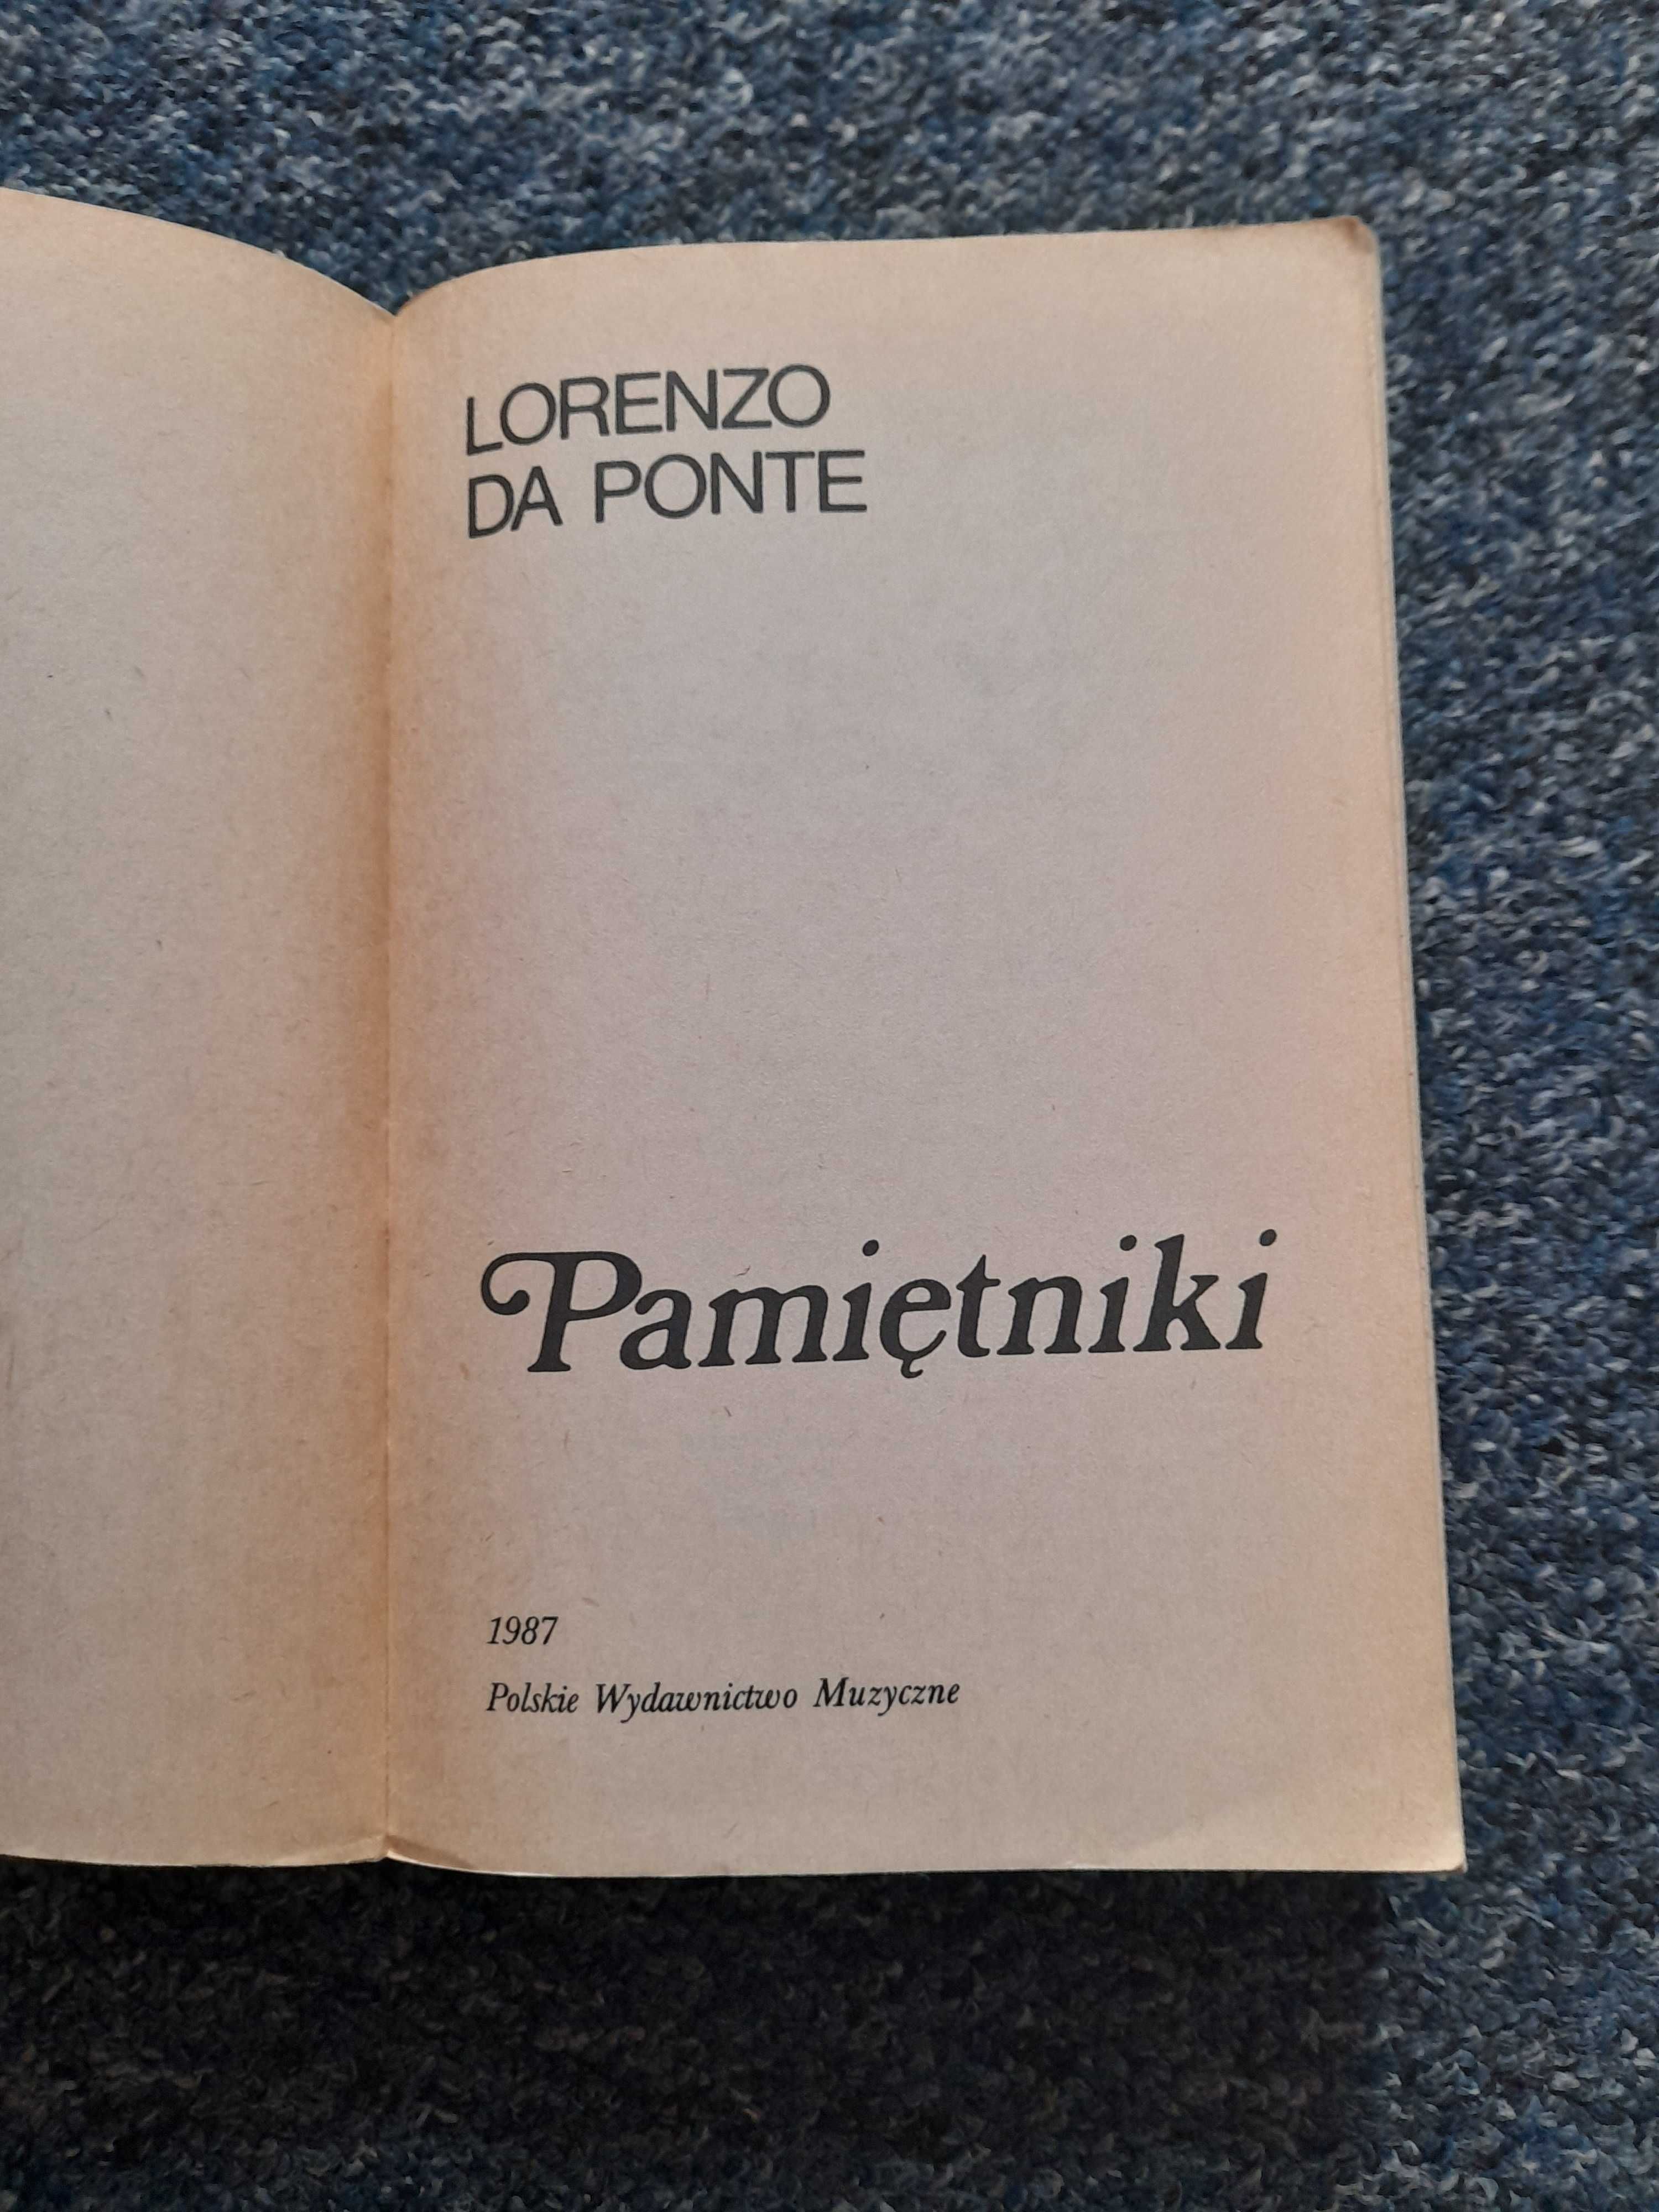 LORENZO
DA PONTE
Pamiętniki
1987
Polskie Wydawnictwo Muzyczne